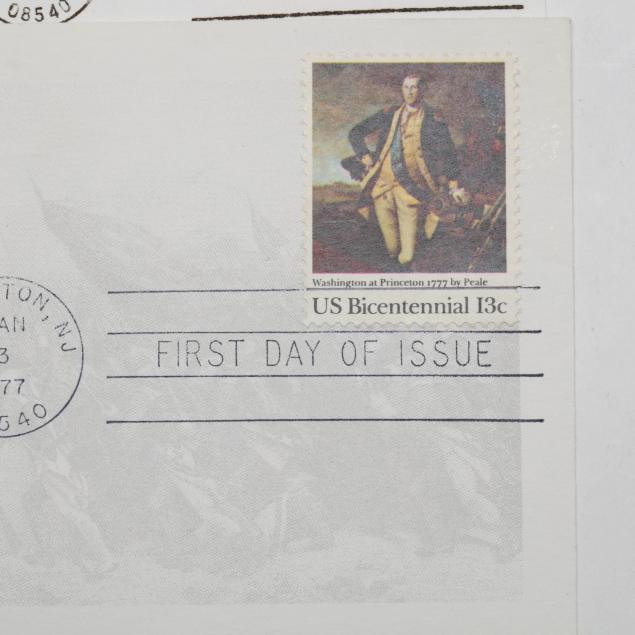 08540
Washington at Princeton 1777 by Peale
US Bicentennial 13c
TON, NJ
AN
3
77
540
FIRST DAY OF ISSUE